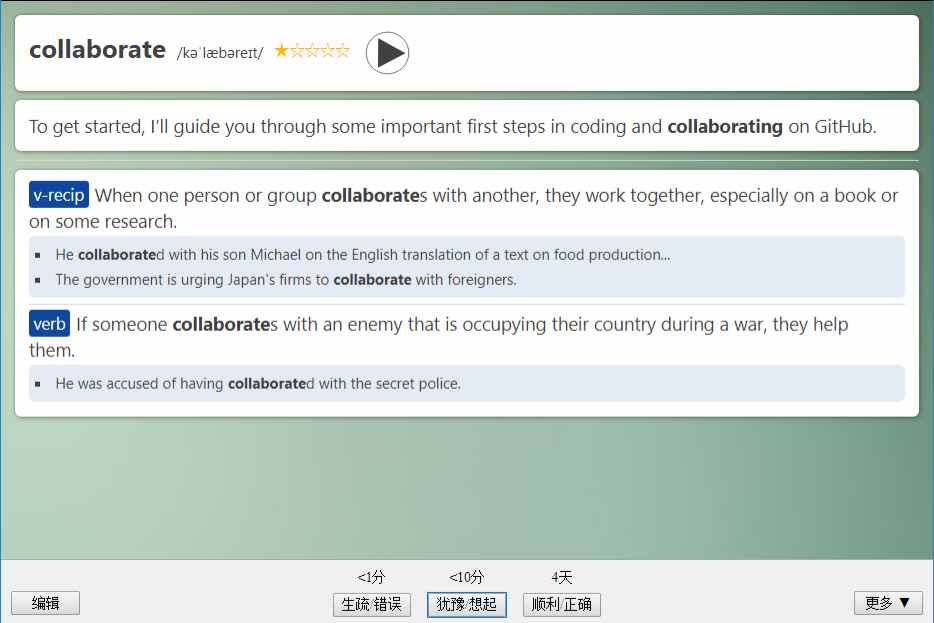 collaborate /kəˈlæbəreɪt/ ★☆☆☆☆
To get started, I’ll guide you through some important first steps in coding and collaborating on GitHub.
v-recip When one person or group collaborates with another, they work together, especially on a book or
on some research.
▪ He collaborated with his son Michael on the English translation of a text on food production...
▪ The government is urging Japan's firms to collaborate with foreigners.
verb If someone collaborates with an enemy that is occupying their country during a war, they help
them.
▪ He was accused of having collaborated with the secret police.
<1分 <10分 4天
编辑 生疏/错误 犹豫/想起 顺利/正确 更多 ▼